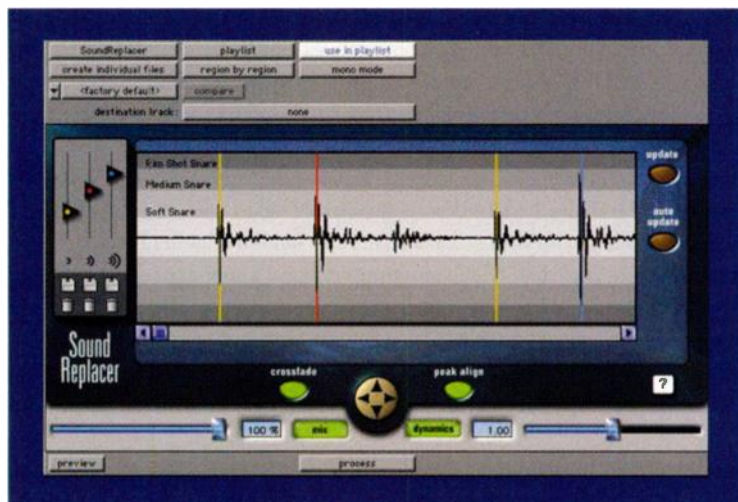 SoundReplacer playlist use in playlist
create individual files region by region mono mode
<factory default> compare
destination track: none
update
Rim Shot Snare
Medium Snare
Soft Snare
auto update
Sound Replacer
crossfade peak align ?
100 % mix dynamics 1.00
preview process